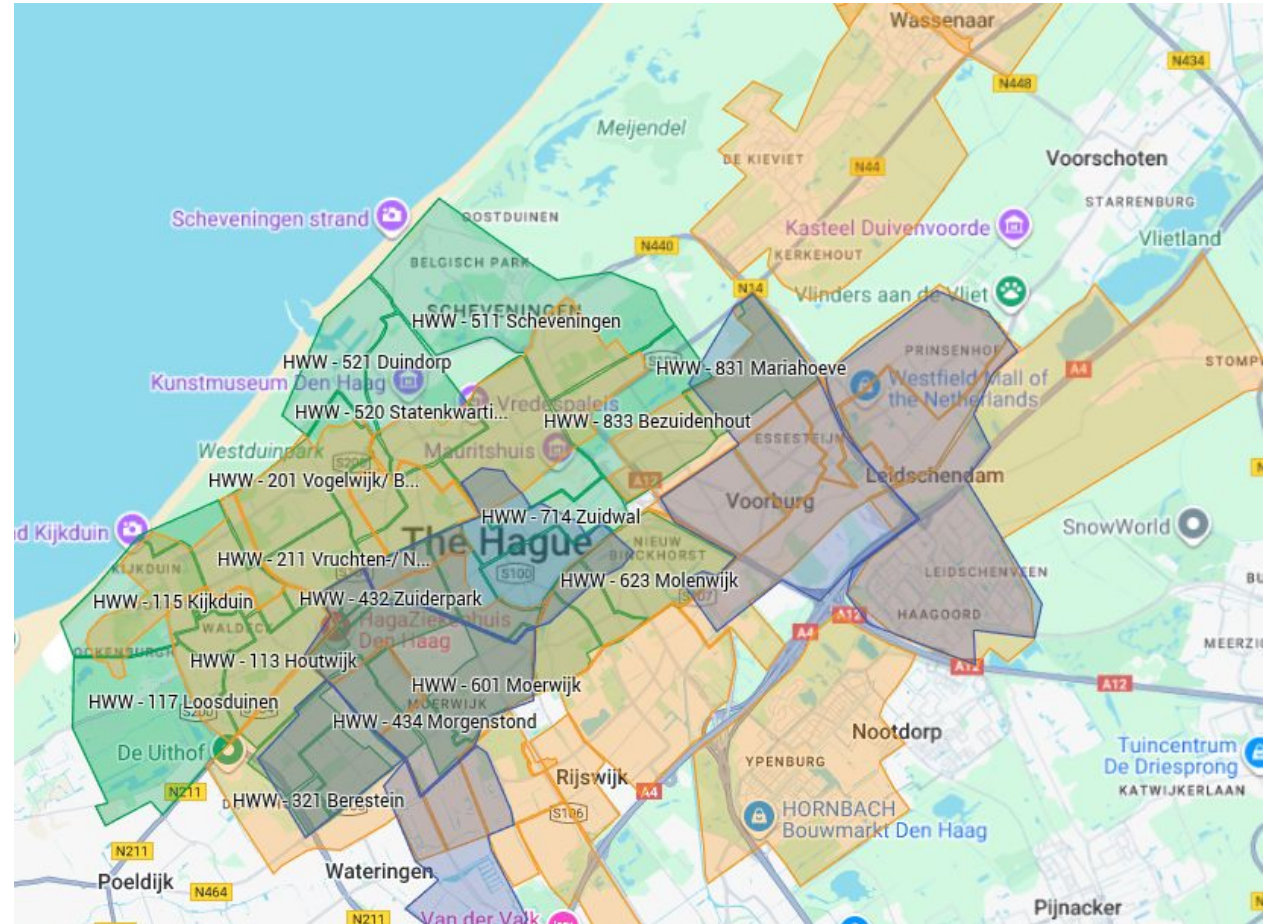 Wassenaar
N434
N448
Meijendel
DE KIEVIET
N44
Voorschoten
STARRENBURG
Scheveningen strand
OOSTDUINEN
Kasteel Duivenvoorde
Vlietland
N440
BELGISCH PARK
KERKEHOUT
N14
Vlinders aan de Vliet
SCHEVENINGEN
HWW - 511 Scheveningen
PRINSENHOF
HWW - 521 Duindorp
HWW - 831 Mariahoeve
A4
STOMPW
Kunstmuseum Den Haag
Westfield Mall of
the Netherlands
Vredespaleis
HWW - 520 Statenkwarti...
HWW - 833 Bezuidenhout
ESSESTEIJN
Westduinpark
Mauritshuis
HWW - 201 Vogelwijk/ B...
A12
Leidschendam
Voorburg
HWW - 714 Zuidwal
SnowWorld
d Kijkduin
The Hague
NIEUW
BINCKHORST
HWW - 211 Vruchten-/ N...
KIJKDUIN
S100
HWW - 623 Molenwijk
LEIDSCHENVEEN
HWW - 115 Kijkduin
HWW - 432 Zuiderpark
HagaZiekenhuis
Den Haag
HAAGOORD
A12
WALDECK
A4
OCKENBURGH
HWW - 113 Houtwijk
MEERZI
A12
A12
HWW - 601 Moerwijk
MOERWIJK
HWW - 117 Loosduinen
HWW - 434 Morgenstond
De Uithof
Nootdorp
YPENBURG
Tuincentrum
De Driesprong
KATWIJKERLAAN
Rijswijk
A4
N211
HWW - 321 Berestein
S106
HORNBACH
Bouwmarkt Den Haag
N211
Poeldijk
N464
Wateringen
N211
Van der Valk
Pijnacker